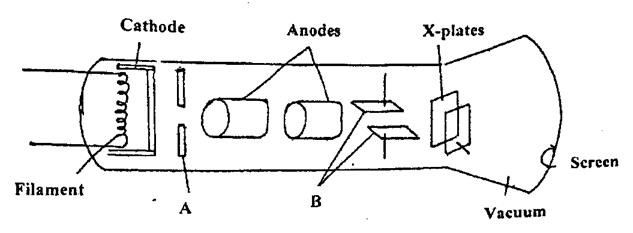 Cathode
Anodes
X-plates
Filament
A
B
Screen
Vacuum